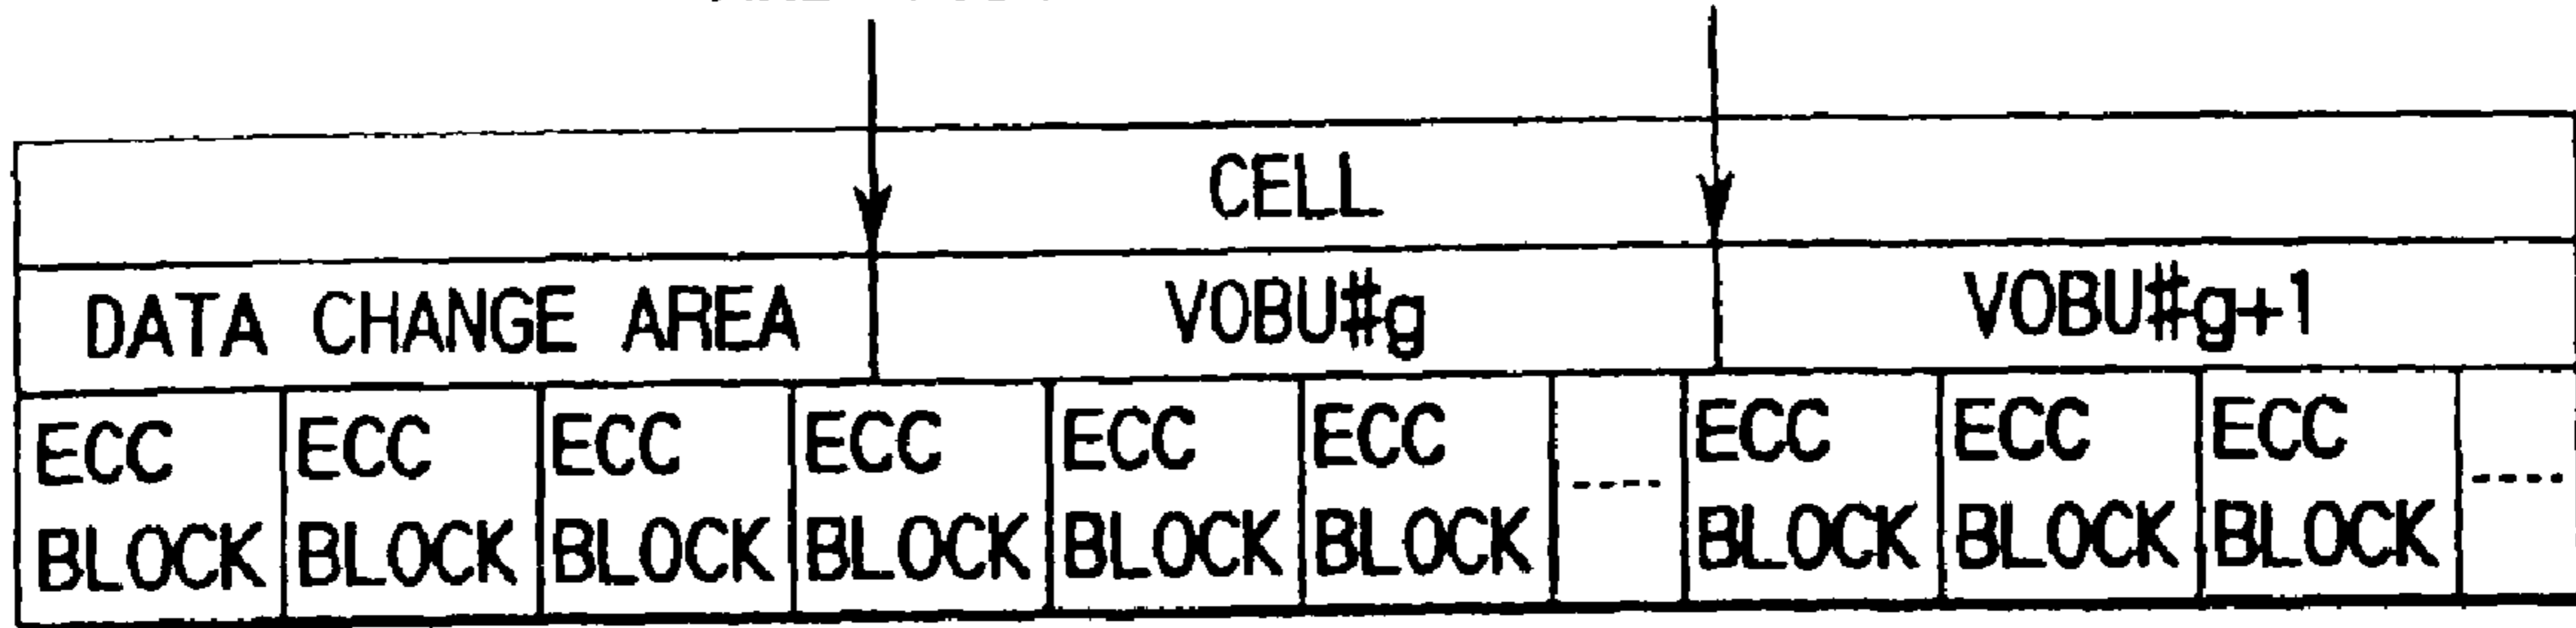 CELL
DATA CHANGE AREA VOBU#g VOBU#g+1
ECC ECC ECC ECC ECC ECC ECC ECC ECC
BLOCK BLOCK BLOCK BLOCK BLOCK BLOCK ----- BLOCK BLOCK BLOCK -----